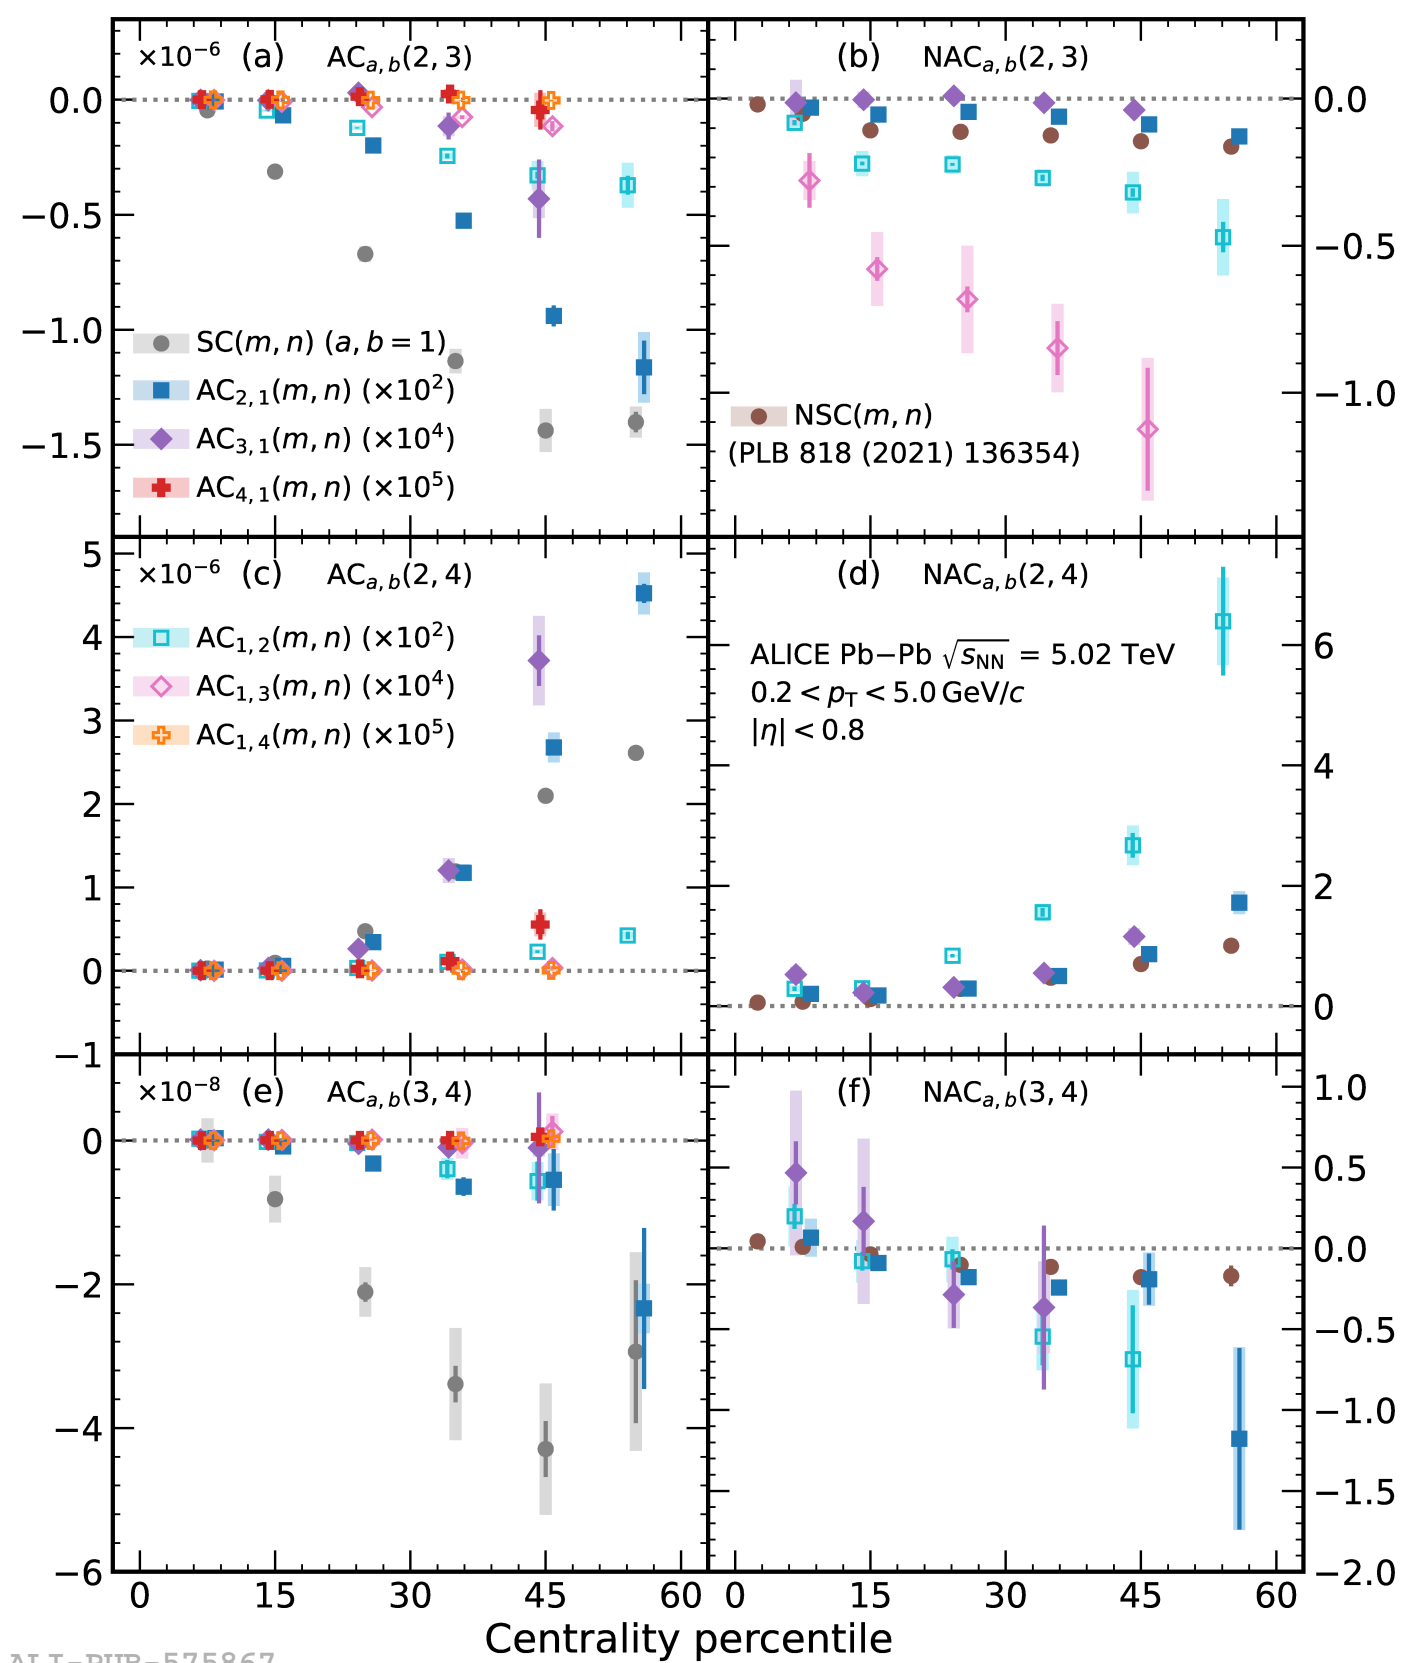 ×10⁻⁶ (a) AC_{a,b}(2,3)
0.0
−0.5
−1.0
−1.5
SC(m,n) (a,b=1)
AC_{2,1}(m,n) (×10²)
AC_{3,1}(m,n) (×10⁴)
AC_{4,1}(m,n) (×10⁵)
(b) NAC_{a,b}(2,3)
0.0
−0.5
−1.0
NSC(m,n)
(PLB 818 (2021) 136354)
×10⁻⁶ (c) AC_{a,b}(2,4)
5
4
3
2
1
0
−1
AC_{1,2}(m,n) (×10²)
AC_{1,3}(m,n) (×10⁴)
AC_{1,4}(m,n) (×10⁵)
(d) NAC_{a,b}(2,4)
ALICE Pb−Pb √s_{NN} = 5.02 TeV
0.2<p_T<5.0 GeV/c
|η|<0.8
6
4
2
0
×10⁻⁸ (e) AC_{a,b}(3,4)
0
−2
−4
−6
(f) NAC_{a,b}(3,4)
1.0
0.5
0.0
−0.5
−1.0
−1.5
−2.0
0 15 30 45 0 15 30 45 60
Centrality percentile
ALI-PUB-575867